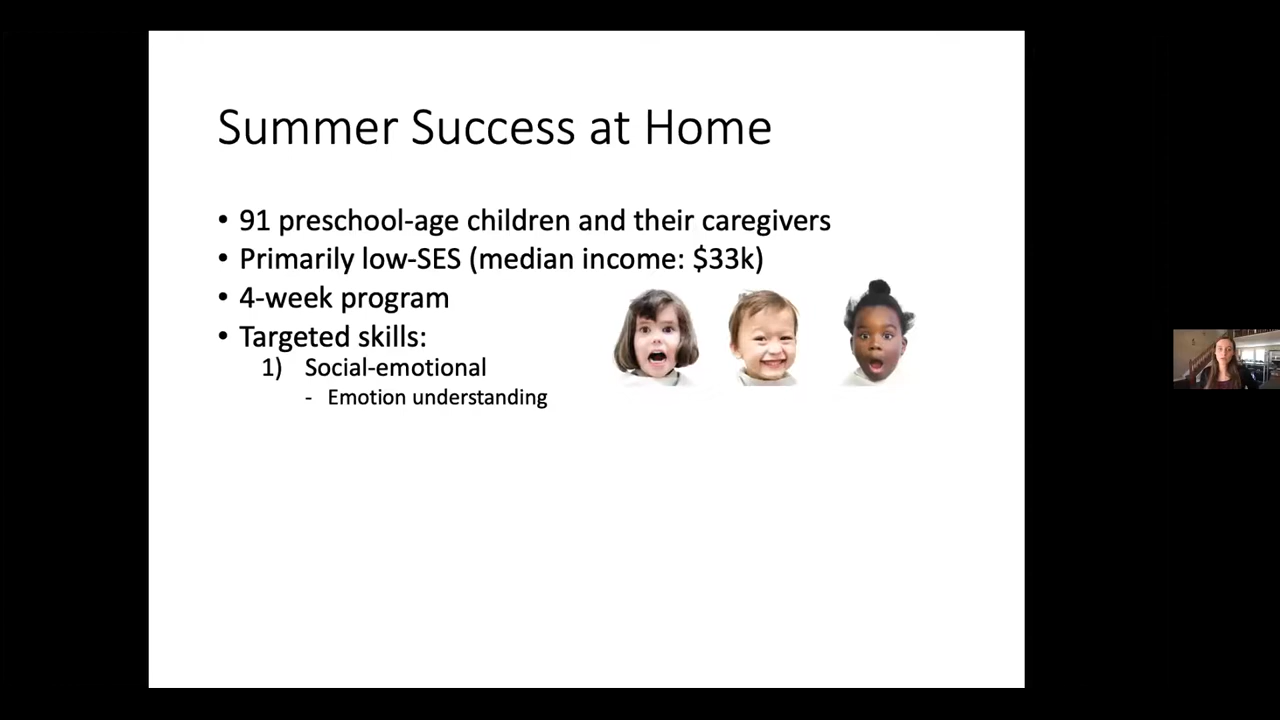 Summer Success at Home
• 91 preschool-age children and their caregivers
• Primarily low-SES (median income: $33k)
• 4-week program
• Targeted skills:
1) Social-emotional
- Emotion understanding